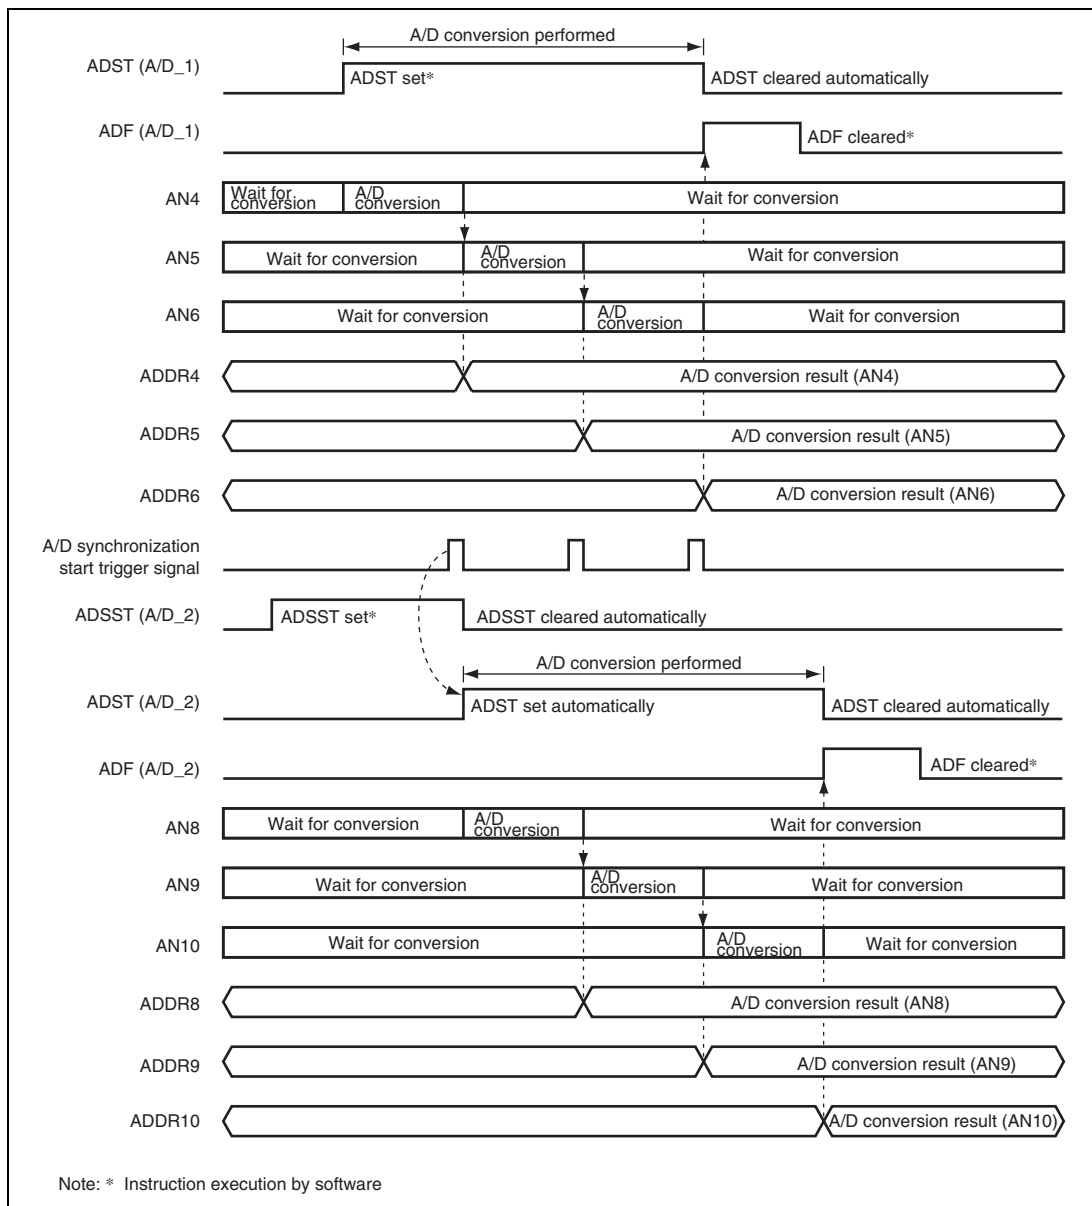 A/D conversion performed
ADST (A/D_1)
ADST set*
ADST cleared automatically
ADF (A/D_1)
ADF cleared*
AN4
Wait for
conversion
A/D
conversion
Wait for conversion
AN5
Wait for conversion
A/D
conversion
Wait for conversion
AN6
Wait for conversion
A/D
conversion
Wait for conversion
ADDR4
A/D conversion result (AN4)
ADDR5
A/D conversion result (AN5)
ADDR6
A/D conversion result (AN6)
A/D synchronization
start trigger signal
ADSST (A/D_2)
ADSST set*
ADSST cleared automatically
A/D conversion performed
ADST (A/D_2)
ADST set automatically
ADST cleared automatically
ADF (A/D_2)
ADF cleared*
AN8
Wait for conversion
A/D
conversion
Wait for conversion
AN9
Wait for conversion
A/D
conversion
Wait for conversion
AN10
Wait for conversion
A/D
conversion
Wait for conversion
ADDR8
A/D conversion result (AN8)
ADDR9
A/D conversion result (AN9)
ADDR10
A/D conversion result (AN10)
Note: * Instruction execution by software